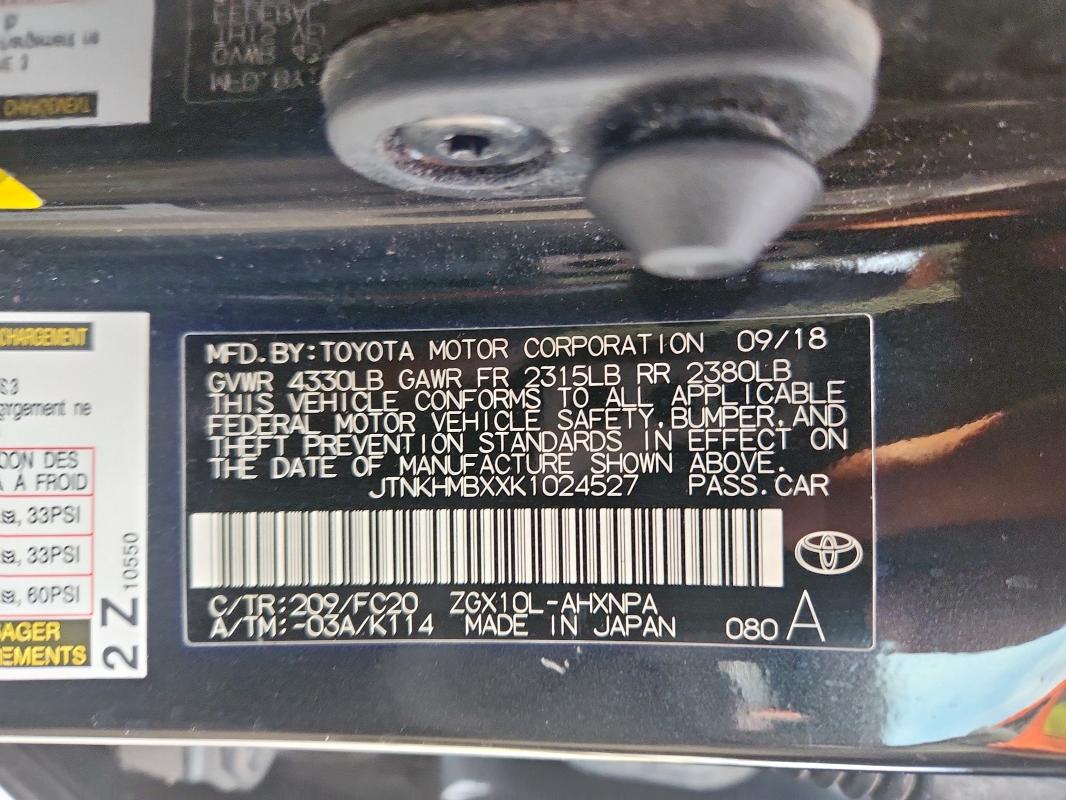 CHARGEMENT
MFD.BY:TOYOTA MOTOR CORPORATION 09/18
GVWR 4330LB GAWR FR 2315LB RR 2380LB
THIS VEHICLE CONFORMS TO ALL APPLICABLE
FEDERAL MOTOR VEHICLE SAFETY,BUMPER,AND
THEFT PREVENTION STANDARDS IN EFFECT ON
THE DATE OF MANUFACTURE SHOWN ABOVE.
JTNKHMBXXK1024527 PASS.CAR
C/TR:209/FC20 ZGX10L-AHXNPA
A/TM:-03A/K114 MADE IN JAPAN 080 A
ne
DES
A FROID
33PSI
33PSI
60PSI
2 Z 10550